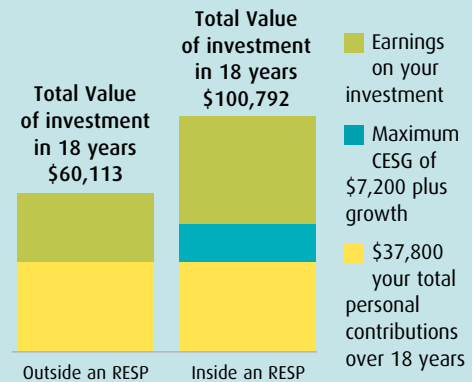 Total Value
of investment
in 18 years
$60,113
Total Value
of investment
in 18 years
$100,792
Earnings
on your
investment
Maximum
CESG of
$7,200 plus
growth
$37,800
your total
personal
contributions
over 18 years
Outside an RESP
Inside an RESP